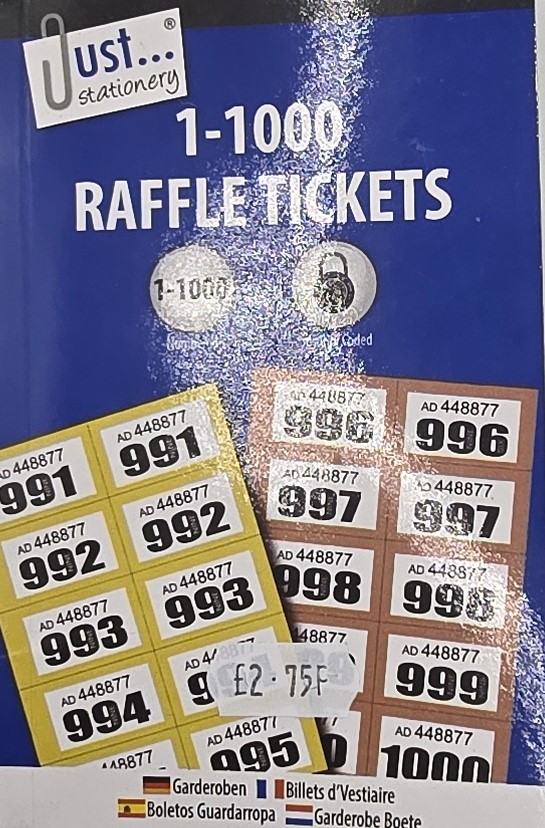 Just... ®
stationery
1-1000
RAFFLE TICKETS
1-1000
Coded
AD 448877
991
AD 448877
991
AD 448877
992
AD 448877
992
AD 448877
993
AD 448877
993
AD 448877
994
AD 448877
995
AD 448877
996
AD 448877
996
AD 448877
997
AD 448877
997
AD 448877
998
AD 448877
998
AD 448877
999
AD 448877
1000
£2.75P
Garderoben Billets d'Vestiaire
Boletos Guardarropa Garderobe Boete